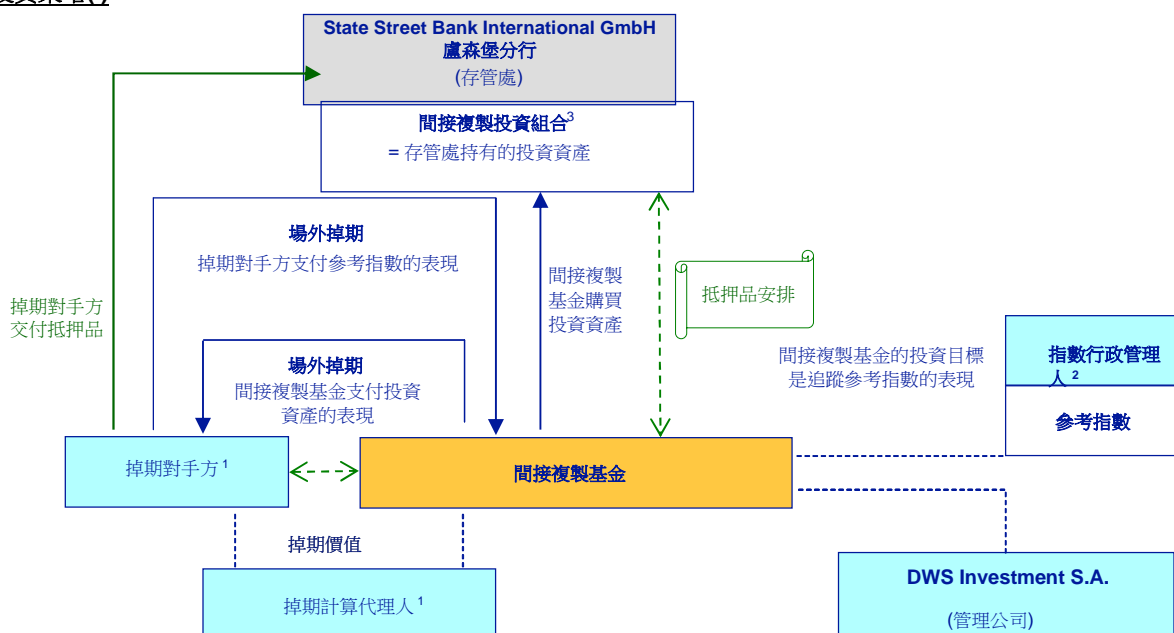 State Street Bank International GmbH
盧森堡分行
(存管處)
間接複製投資組合3
= 存管處持有的投資資產
場外掉期
掉期對手方支付參考指數的表現
間接複製
基金購買
投資資產
抵押品安排
掉期對手方
交付抵押品
場外掉期
間接複製基金支付投資
資產的表現
間接複製基金的投資目標
是追蹤參考指數的表現
指數行政管理
人 2
參考指數
掉期對手方 1
間接複製基金
掉期價值
掉期計算代理人 1
DWS Investment S.A.
(管理公司)